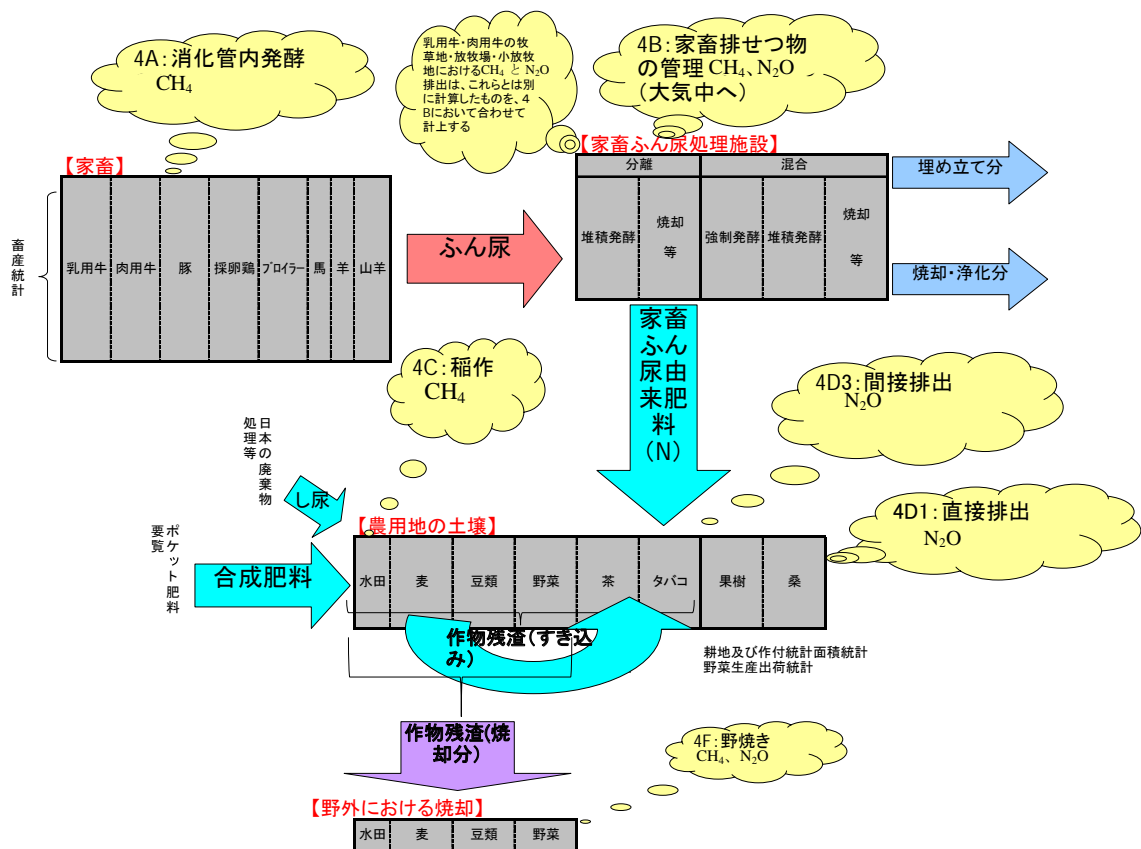 4A：消化管内発酵
CH4
乳用牛・肉用牛の牧
草地・放牧場・小放牧
地におけるCH4 と N2O
排出は、これらとは別
に計算したものを、４
Bにおいて合わせて
計上する
4B：家畜排せつ物
の管理 CH4、N2O
（大気中へ）
【家畜】
畜産統計
乳用牛
肉用牛
豚
採卵鶏
ブロイラー
馬
羊
山羊
ふん尿
【家畜ふん尿処理施設】
分離
混合
堆積発酵
焼却
等
強制発酵
堆積発酵
焼却
等
埋め立て分
焼却・浄化分
家畜
ふん
尿由
来肥
料
（N）
4C：稲作
CH4
4D3：間接排出
N2O
4D1：直接排出
N2O
日本の廃棄物
処理等
し尿
ポケット肥料
要覧
合成肥料
【農用地の土壌】
水田
麦
豆類
野菜
茶
タバコ
果樹
桑
作物残渣（すき込
み）
耕地及び作付統計面積統計
野菜生産出荷統計
作物残渣(焼
却分）
4F：野焼き
CH4、N2O
【野外における焼却】
水田
麦
豆類
野菜